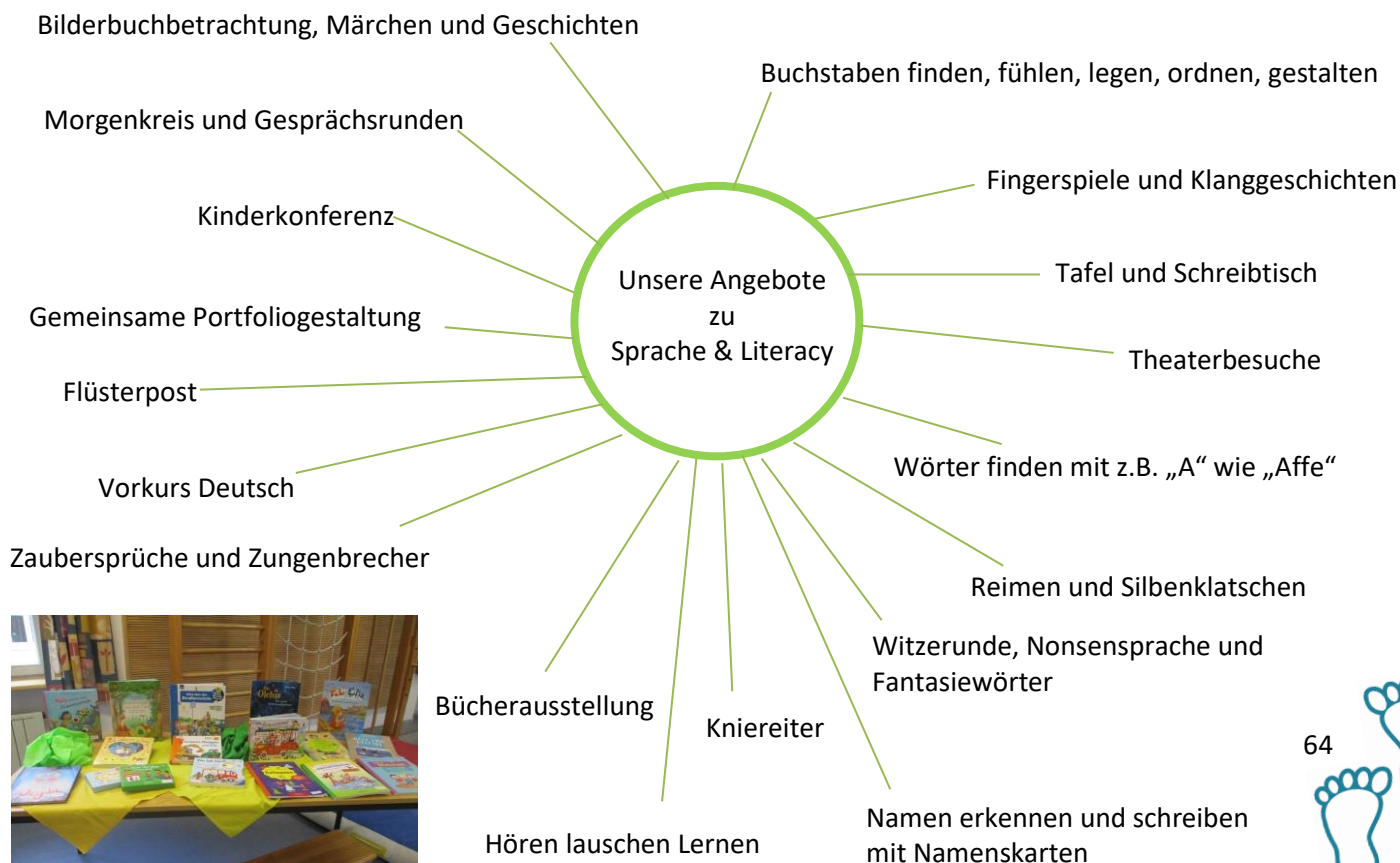 Bilderbuchbetrachtung, Märchen und Geschichten
Buchstaben finden, fühlen, legen, ordnen, gestalten
Morgenkreis und Gesprächsrunden
Fingerspiele und Klanggeschichten
Kinderkonferenz
Unsere Angebote
zu
Sprache & Literacy
Tafel und Schreibtisch
Gemeinsame Portfoliogestaltung
Theaterbesuche
Flüsterpost
Wörter finden mit z.B. „A“ wie „Affe“
Vorkurs Deutsch
Zaubersprüche und Zungenbrecher
Reimen und Silbenklatschen
Witzerunde, Nonsensprache und
Fantasiewörter
Bücherausstellung
Kniereiter
64
Namen erkennen und schreiben
mit Namenskarten
Hören lauschen Lernen